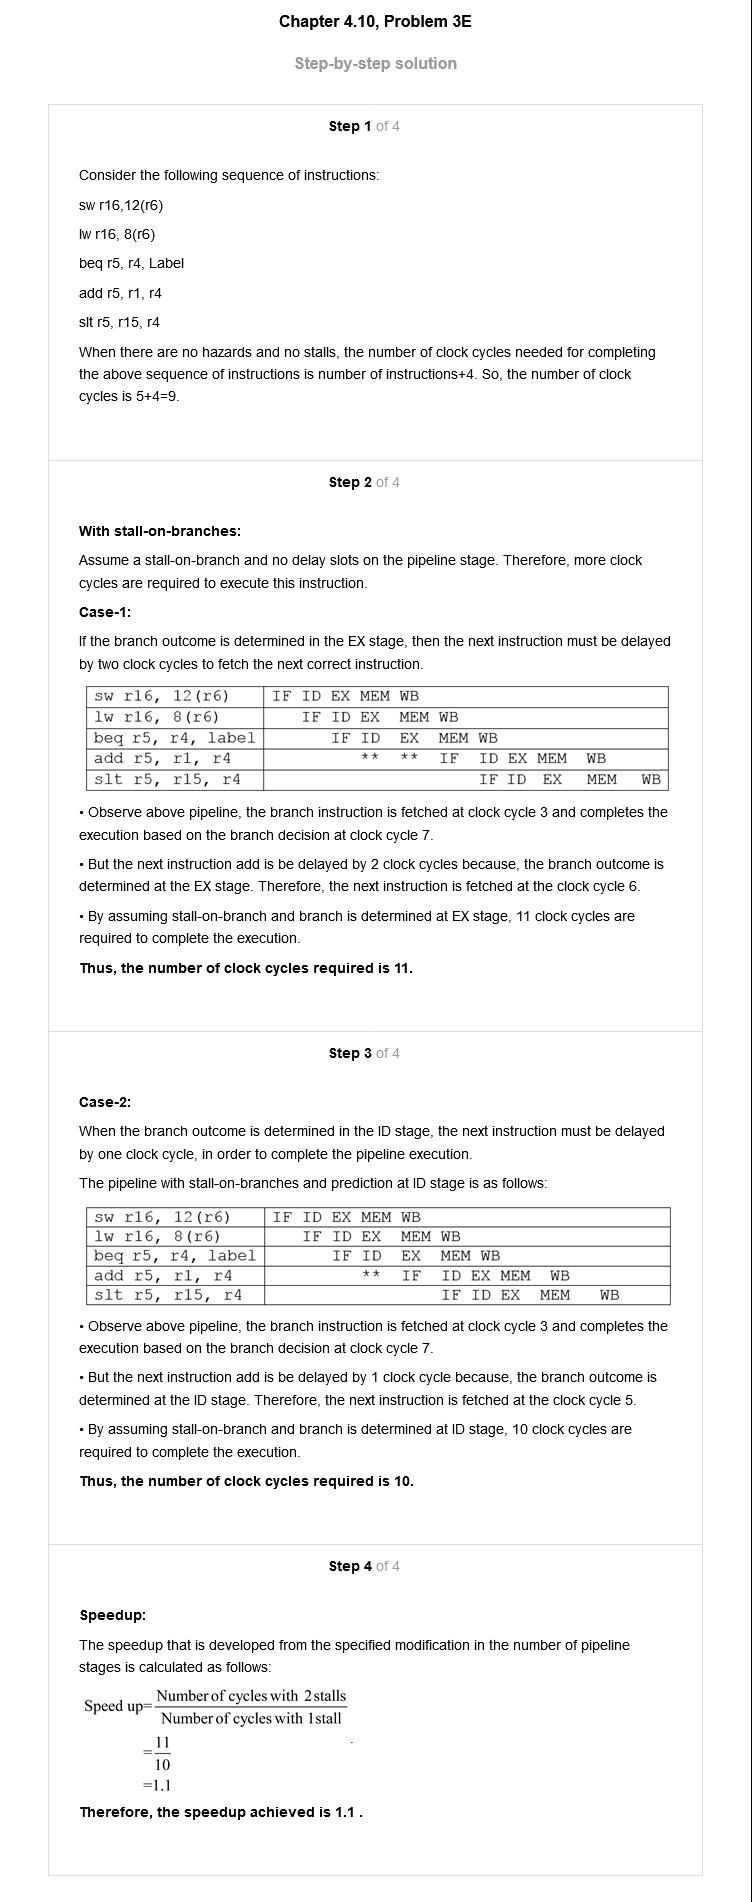 Chapter 4.10, Problem 3E
Step-by-step solution
Step 1 of 4
Consider the following sequence of instructions:
sw r16,12(r6)
lw r16, 8(r6)
beq r5, r4, Label
add r5, r1, r4
slt r5, r15, r4
When there are no hazards and no stalls, the number of clock cycles needed for completing
the above sequence of instructions is number of instructions+4. So, the number of clock
cycles is 5+4=9.
Step 2 of 4
With stall-on-branches:
Assume a stall-on-branch and no delay slots on the pipeline stage. Therefore, more clock
cycles are required to execute this instruction.
Case-1:
If the branch outcome is determined in the EX stage, then the next instruction must be delayed
by two clock cycles to fetch the next correct instruction.
sw r16, 12(r6) IF ID EX MEM WB
lw r16, 8(r6) IF ID EX MEM WB
beq r5, r4, label IF ID EX MEM WB
add r5, r1, r4 ** ** IF ID EX MEM WB
slt r5, r15, r4 IF ID EX MEM WB
• Observe above pipeline, the branch instruction is fetched at clock cycle 3 and completes the
execution based on the branch decision at clock cycle 7.
• But the next instruction add is be delayed by 2 clock cycles because, the branch outcome is
determined at the EX stage. Therefore, the next instruction is fetched at the clock cycle 6.
• By assuming stall-on-branch and branch is determined at EX stage, 11 clock cycles are
required to complete the execution.
Thus, the number of clock cycles required is 11.
Step 3 of 4
Case-2:
When the branch outcome is determined in the ID stage, the next instruction must be delayed
by one clock cycle, in order to complete the pipeline execution.
The pipeline with stall-on-branches and prediction at ID stage is as follows:
sw r16, 12(r6) IF ID EX MEM WB
lw r16, 8(r6) IF ID EX MEM WB
beq r5, r4, label IF ID EX MEM WB
add r5, r1, r4 ** IF ID EX MEM WB
slt r5, r15, r4 IF ID EX MEM WB
• Observe above pipeline, the branch instruction is fetched at clock cycle 3 and completes the
execution based on the branch decision at clock cycle 7.
• But the next instruction add is be delayed by 1 clock cycle because, the branch outcome is
determined at the ID stage. Therefore, the next instruction is fetched at the clock cycle 5.
• By assuming stall-on-branch and branch is determined at ID stage, 10 clock cycles are
required to complete the execution.
Thus, the number of clock cycles required is 10.
Step 4 of 4
Speedup:
The speedup that is developed from the specified modification in the number of pipeline
stages is calculated as follows:
Speed up= Number of cycles with 2 stalls
Number of cycles with 1 stall
= 11
10
=1.1
Therefore, the speedup achieved is 1.1 .